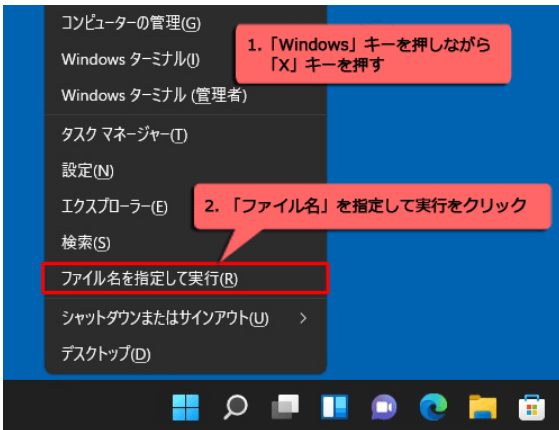 コンピューターの管理(G)
1.「Windows」キーを押しながら
「X」キーを押す
Windows ターミナル(I)
Windows ターミナル (管理者)
タスク マネージャー(T)
設定(N)
エクスプローラー(E)
2. 「ファイル名」を指定して実行をクリック
検索(S)
ファイル名を指定して実行(R)
シャットダウンまたはサインアウト(U)
デスクトップ(D)